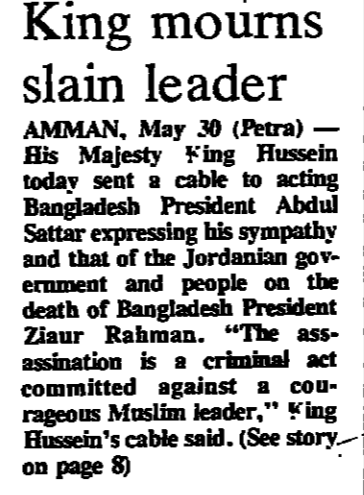 King mourns
slain leader
AMMAN, May 30 (Petra) —
His Majesty King Hussein
today sent a cable to acting
Bangladesh President Abdul
Sattar expressing his sympathy
and that of the Jordanian gov-
ernment and people on the
death of Bangladesh President
Ziaur Rahman. “The ass-
assination is a criminal act
committed against a cou-
rageous Muslim leader,” King
Hussein’s cable said. (See story
on page 8)